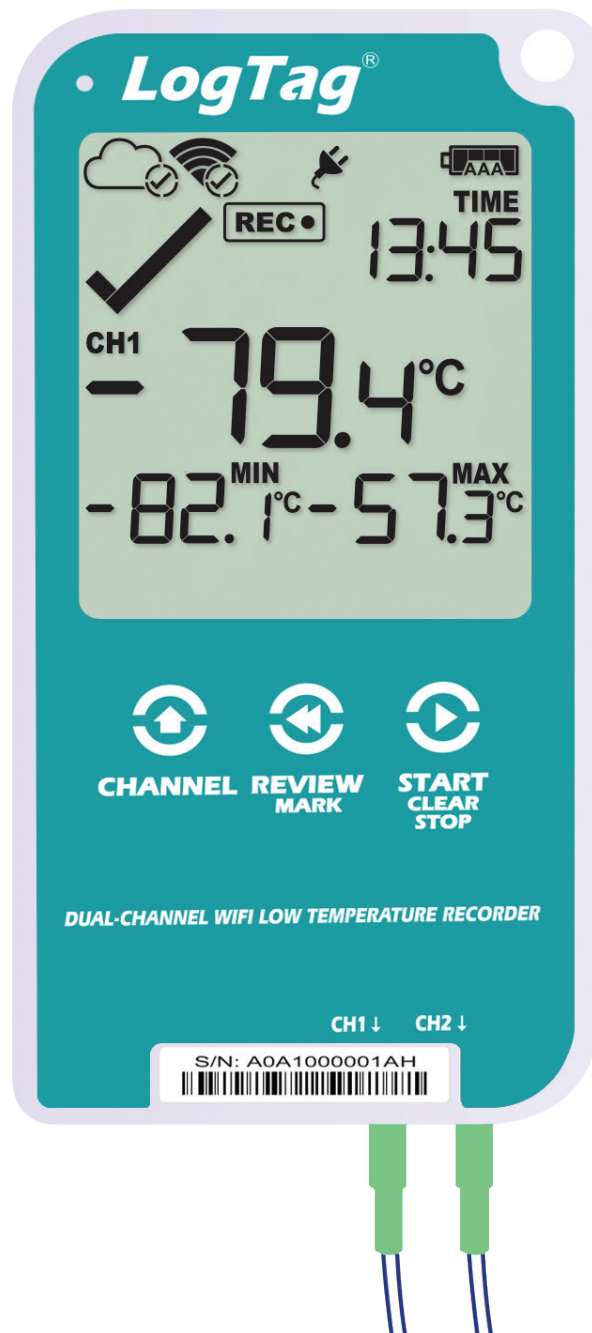 LogTag®
AAA
TIME
REC
13:45
CH1
-79.4°C
MIN MAX
-82.1°C -57.3°C
CHANNEL REVIEW START
MARK CLEAR
STOP
DUAL-CHANNEL WIFI LOW TEMPERATURE RECORDER
CH1↓ CH2↓
S/N: A0A1000001AH